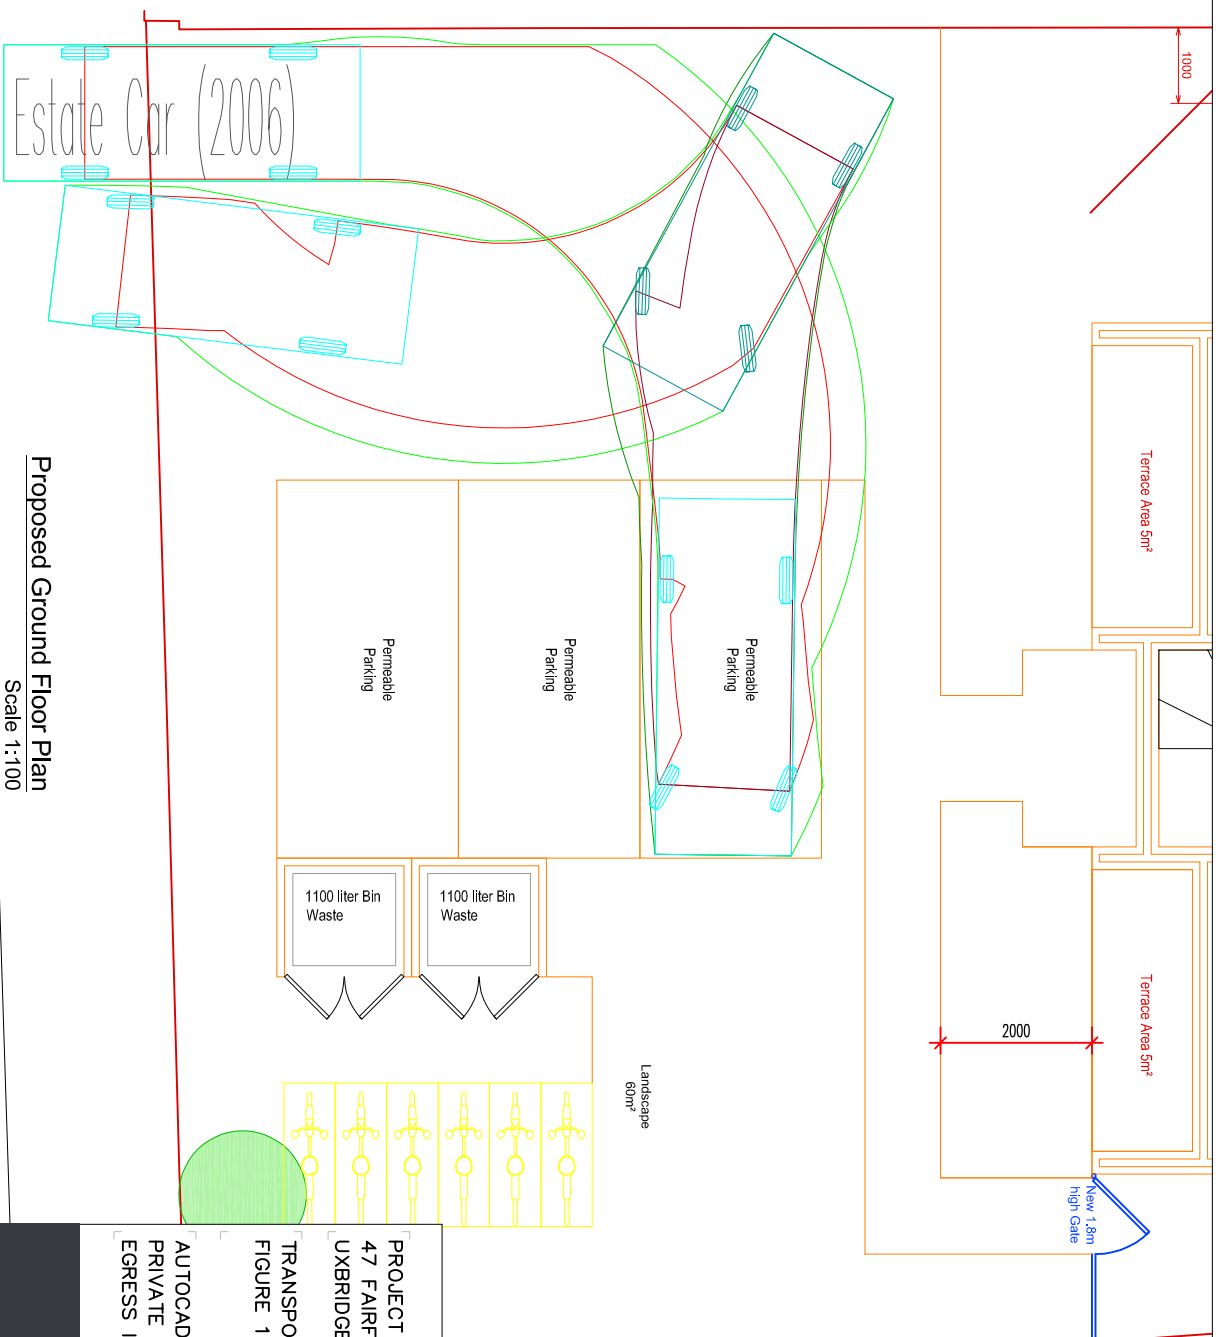 1000
Estate Car (2006)
Terrace Area 5m²
Permeable
Parking
Permeable
Parking
Permeable
Parking
Proposed Ground Floor Plan
Scale 1:100
1100 liter Bin
Waste
1100 liter Bin
Waste
2000
Terrace Area 5m²
Landscape
60m²
New 1.8m
high Gate
PROJECT
47 FAIRF
UXBRIDGE
TRANSPO
FIGURE 1
AUTOCAD
PRIVATE
EGRESS